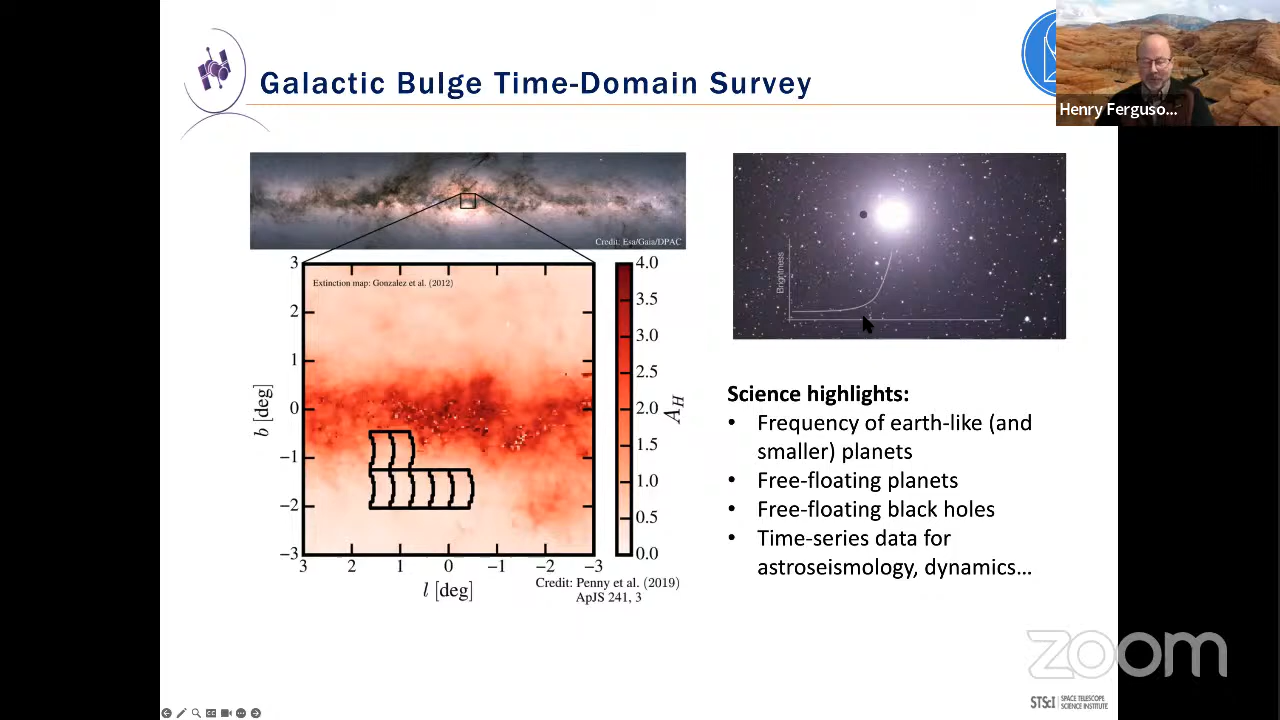 Galactic Bulge Time-Domain Survey
Henry Ferguso...
Credit: Esa/Gaia/DPAC
Extinction map: Gonzalez et al. (2012)
3
2
1
0
−1
−2
−3
b [deg]
3 2 1 0 −1 −2 −3
l [deg]
4.0
3.5
3.0
2.5
2.0
1.5
1.0
0.5
0.0
A_H
Credit: Penny et al. (2019)
ApJS 241, 3
Brightness
Science highlights:
• Frequency of earth-like (and
smaller) planets
• Free-floating planets
• Free-floating black holes
• Time-series data for
astroseismology, dynamics…
zoom
STScI | SPACE TELESCOPE
SCIENCE INSTITUTE